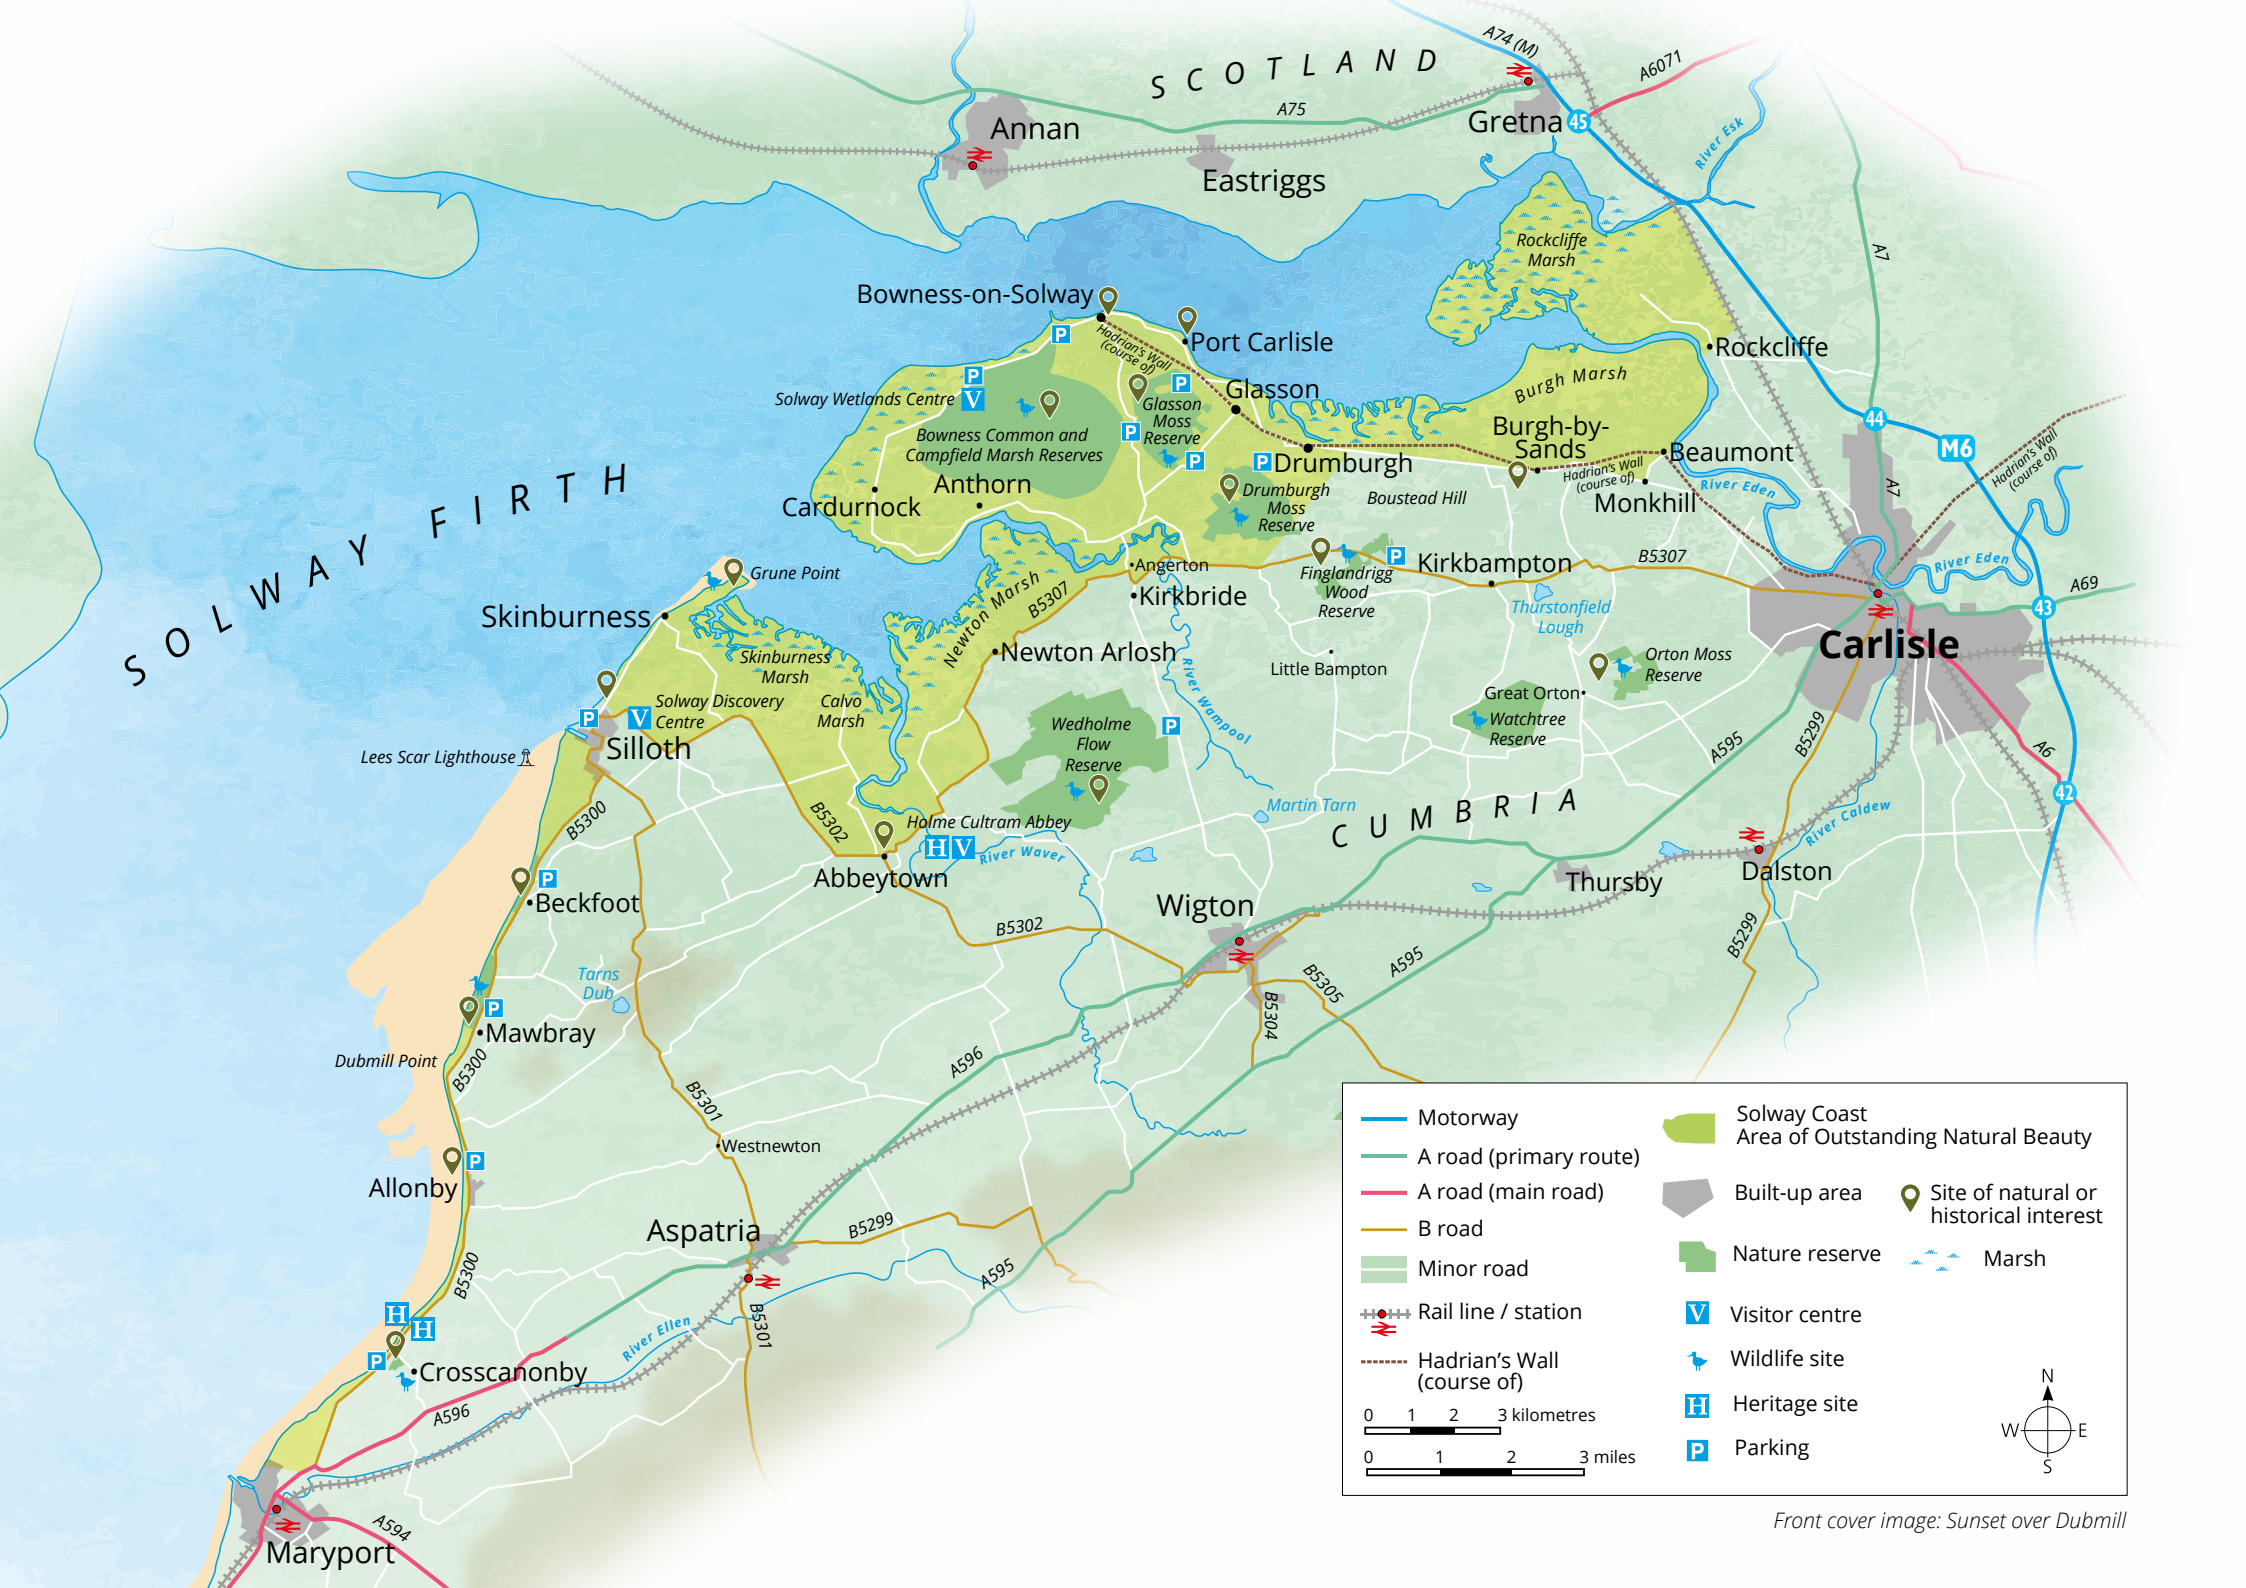 SCOTLAND
A74 (M)
A6071
A75
Annan
Gretna
45
Eastriggs
River Esk
A7
Rockcliffe
Marsh
Bowness-on-Solway
P
Hadrian's Wall
(course of)
Port Carlisle
Rockcliffe
Solway Wetlands Centre
P
V
P
Glasson
Burgh Marsh
Glasson
Moss
Reserve
P
P
Bowness Common and
Campfield Marsh Reserves
44
M6
Burgh-by-
Sands
Beaumont
Hadrian's Wall
(course of)
Hadrian's Wall
(course of)
P
Drumburgh
Boustead Hill
Monkhill
River Eden
A7
Anthorn
Cardurnock
Drumburgh
Moss
Reserve
SOLWAY FIRTH
Grune Point
Angerton
Kirkbride
Finglandrigg
Wood
Reserve
P
Kirkbampton
B5307
River Eden
A69
43
Skinburness
Newton Marsh
B5307
Thurstonfield
Lough
Carlisle
Newton Arlosh
Skinburness
Marsh
Little Bampton
Orton Moss
Reserve
Great Orton
River Wampool
Solway Discovery
Centre
P
V
Calvo
Marsh
Silloth
Lees Scar Lighthouse
Wedholme
Flow
Reserve
P
Watchtree
Reserve
A595
B5299
A6
42
B5300
B5302
Holme Cultram Abbey
H
V
River Waver
Martin Tarn
CUMBRIA
River Caldew
Abbeytown
P
Beckfoot
Wigton
Thursby
Dalston
B5302
A595
B5299
B5305
B5304
Tarns
Dub
P
Mawbray
Dubmill Point
B5300
B5301
A596
Westnewton
P
Allonby
Aspatria
B5299
A595
B5300
B5301
H
H
P
Crosscanonby
River Ellen
A596
A594
Maryport
Motorway
A road (primary route)
A road (main road)
B road
Minor road
Rail line / station
Hadrian's Wall
(course of)
0 1 2 3 kilometres
0 1 2 3 miles
Solway Coast
Area of Outstanding Natural Beauty
Built-up area
Site of natural or
historical interest
Nature reserve
Marsh
V
Visitor centre
Wildlife site
H
Heritage site
P
Parking
N
W
E
S
Front cover image: Sunset over Dubmill